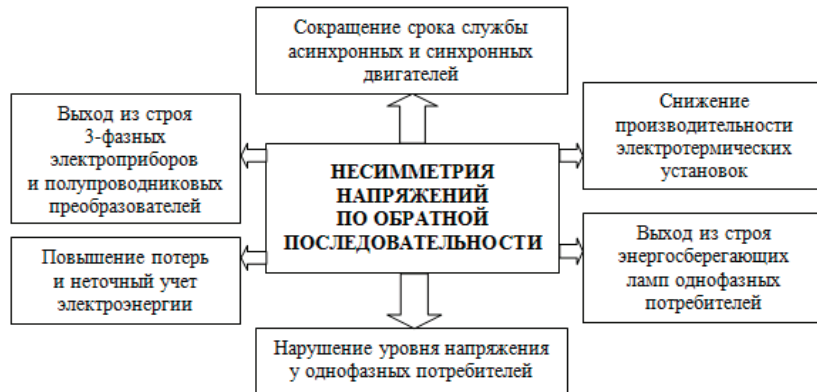 Сокращение срока службы
асинхронных и синхронных
двигателей
Выход из строя
3-фазных
электроприборов
и полупроводниковых
преобразователей
Снижение
производительности
электротермических
установок
НЕСИММЕТРИЯ
НАПРЯЖЕНИЙ
ПО ОБРАТНОЙ
ПОСЛЕДОВАТЕЛЬНОСТИ
Повышение потерь
и неточный учет
электроэнергии
Выход из строя
энергосберегающих
ламп однофазных
потребителей
Нарушение уровня напряжения
у однофазных потребителей